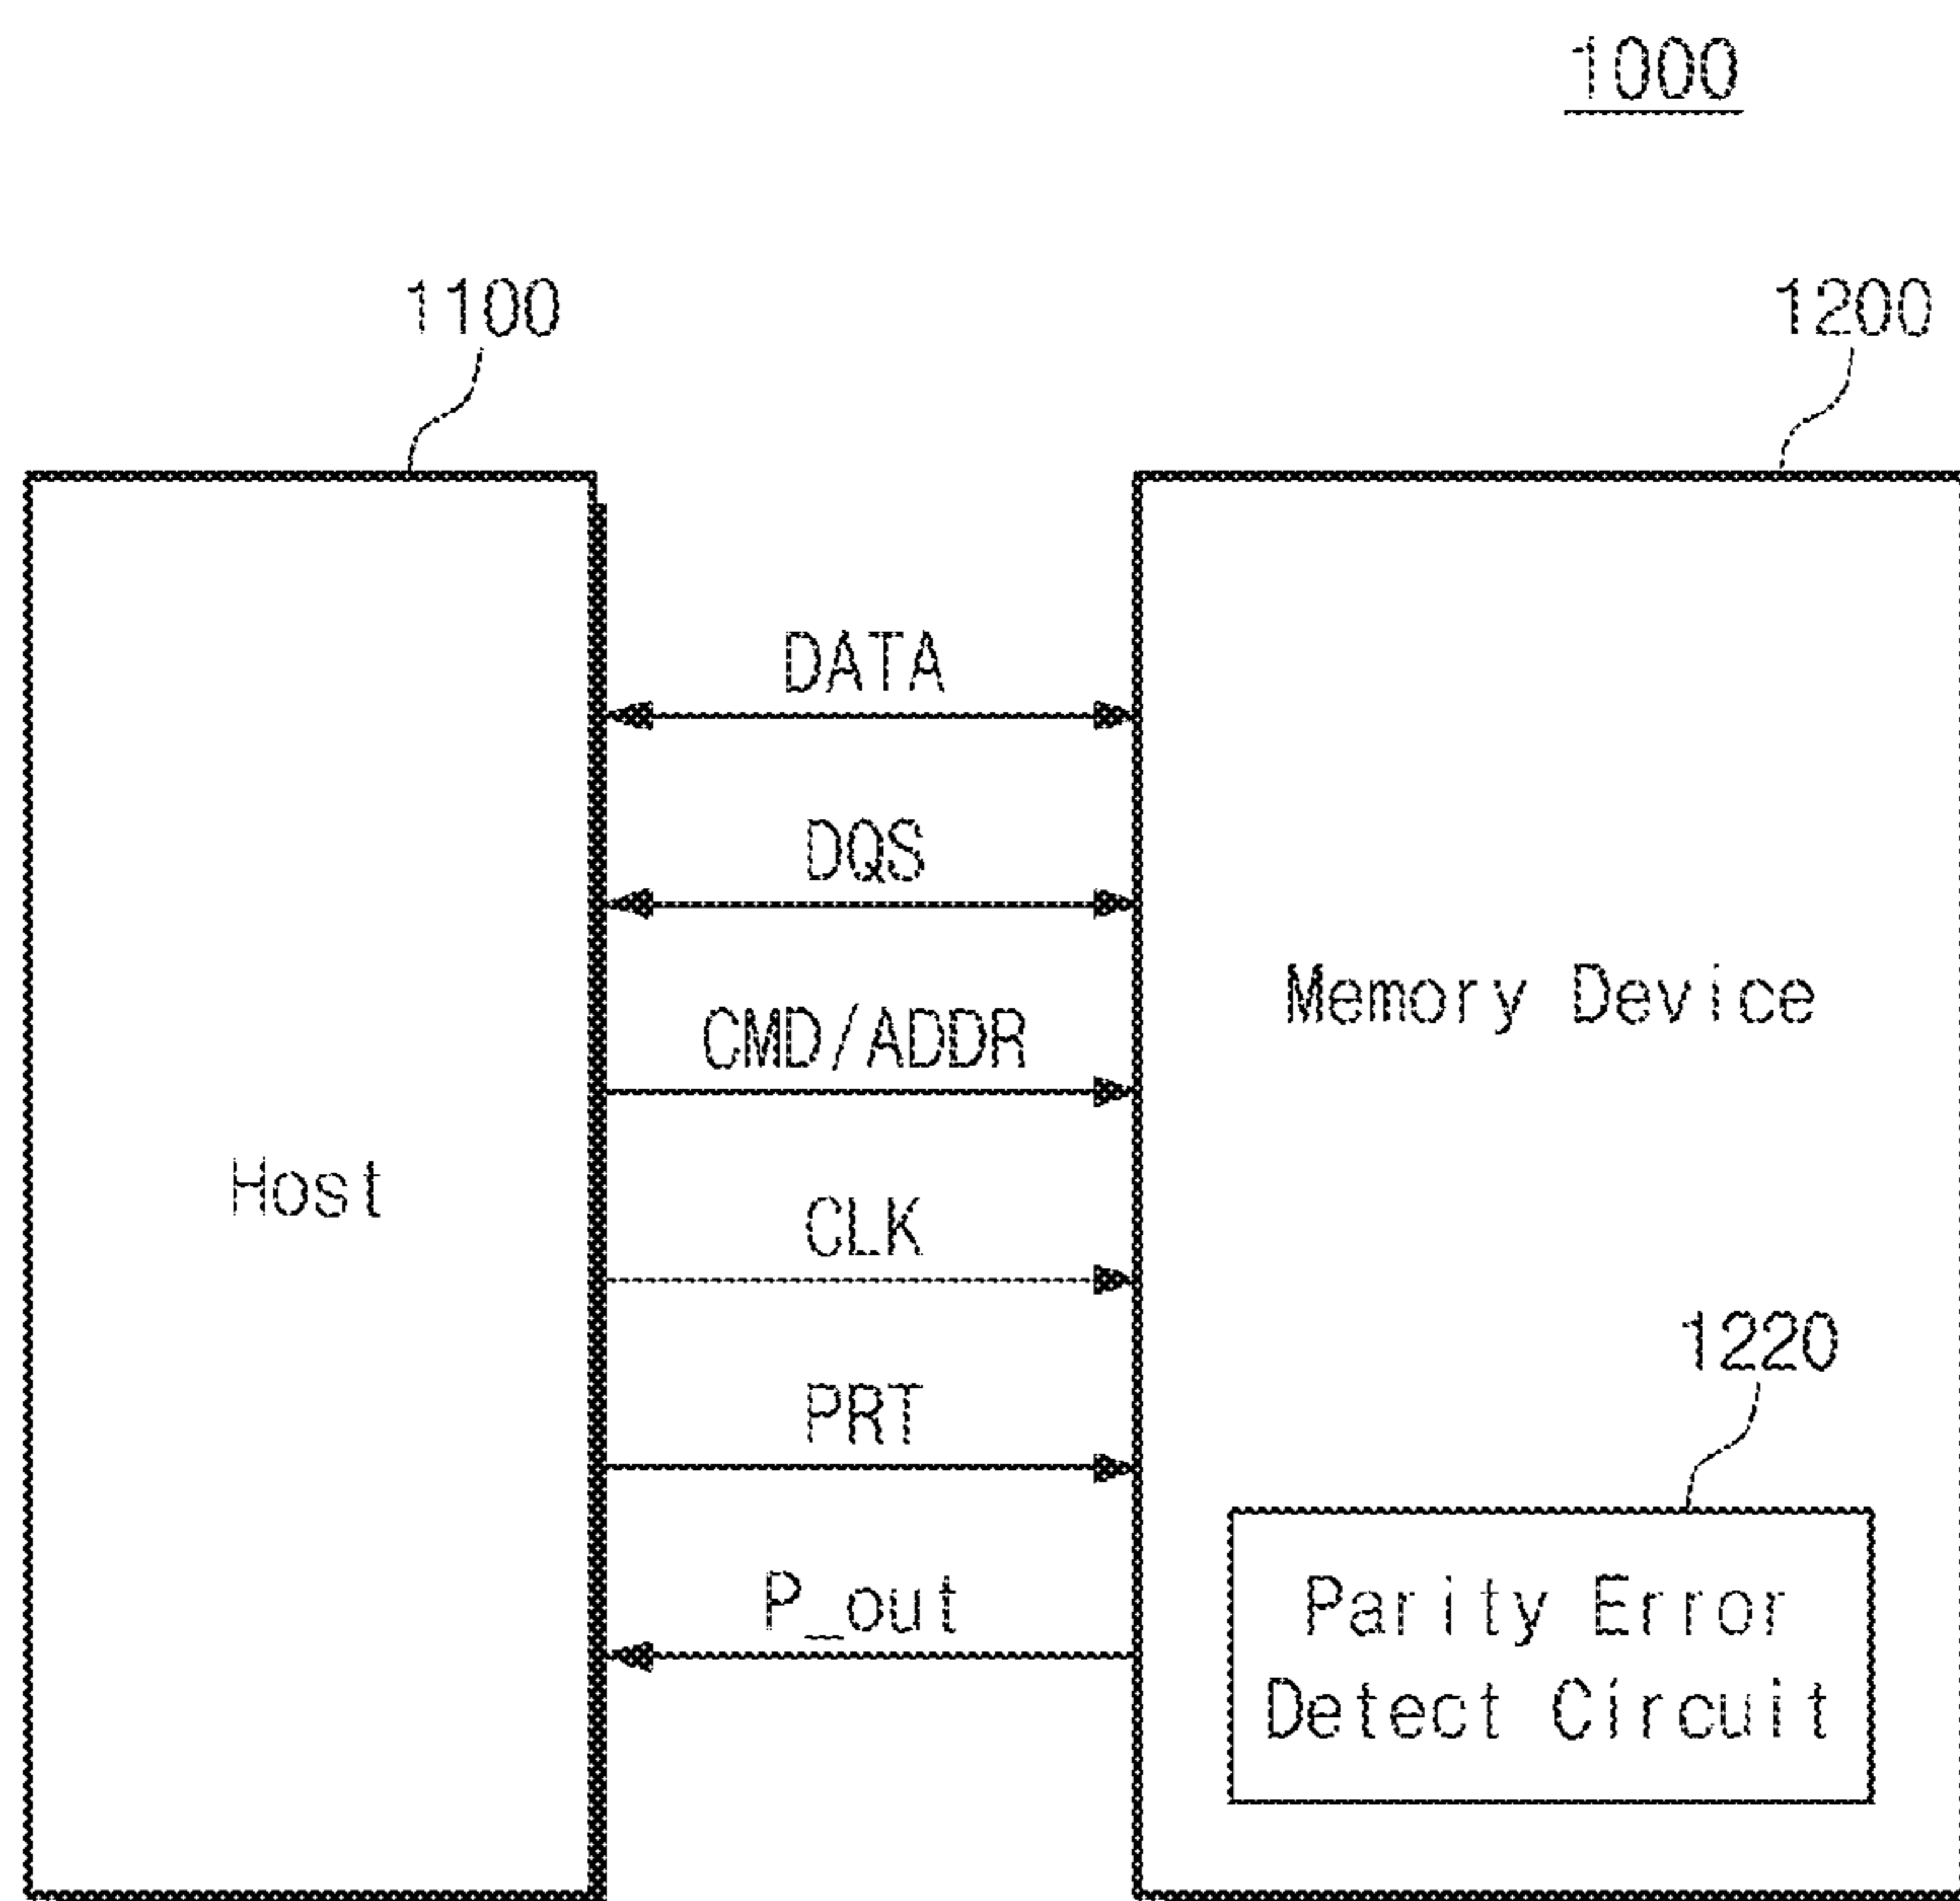 1000
1100
1200
DATA
DQS
Memory Device
CMD/ADDR
Host
CLK
1220
PRT
P_out
Parity Error
Detect Circuit